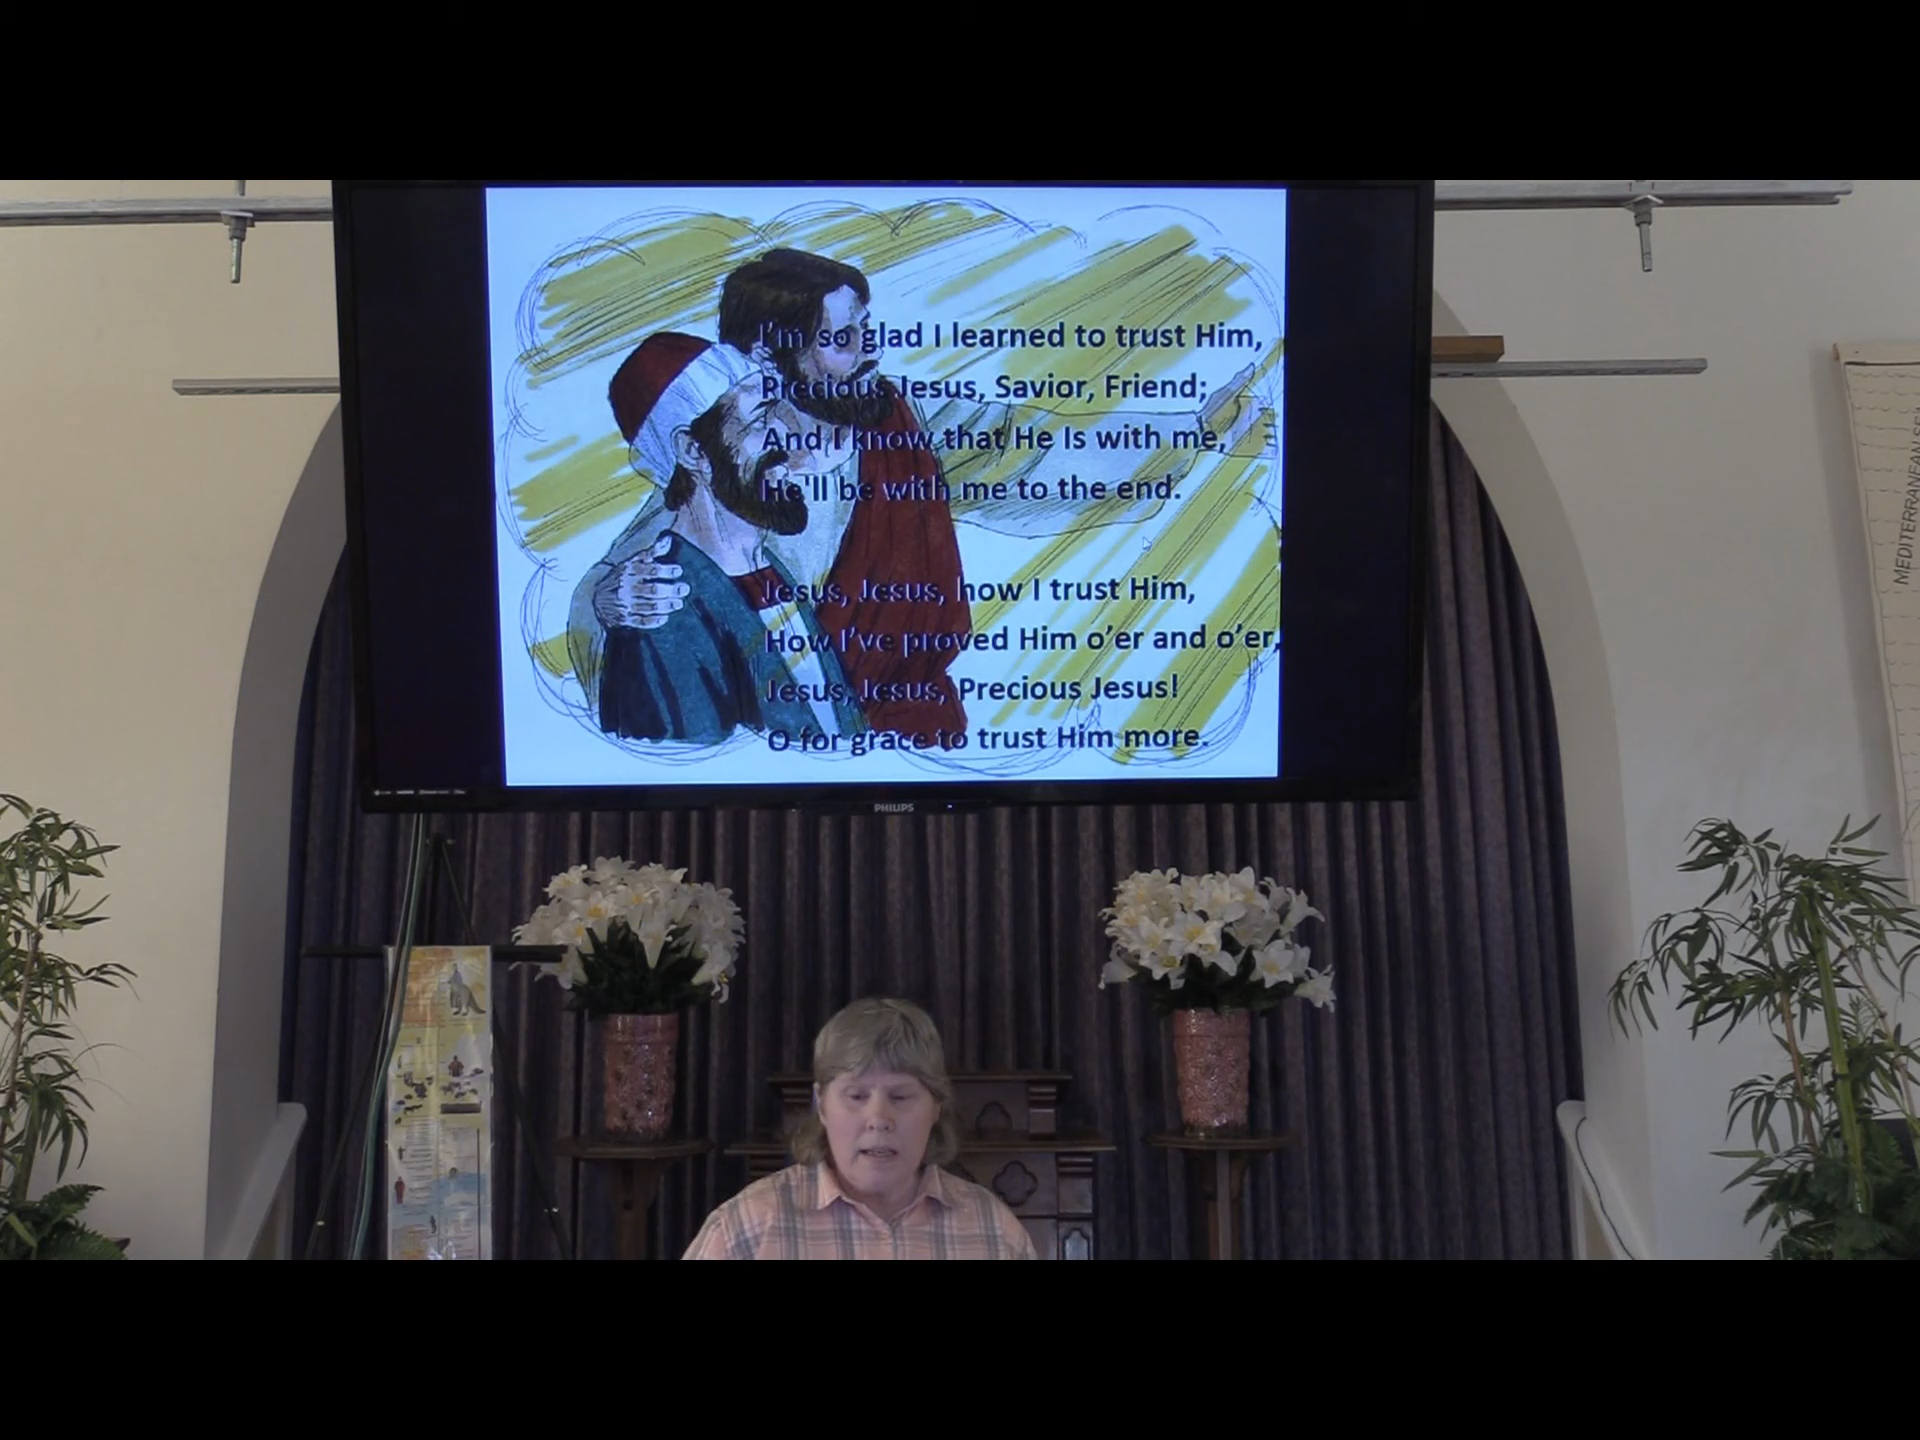 I'm so glad I learned to trust Him,
Precious Jesus, Savior, Friend;
And I know that He Is with me,
He'll be with me to the end.
Jesus, Jesus, how I trust Him,
How I've proved Him o'er and o'er,
Jesus, Jesus, Precious Jesus!
O for grace to trust Him more.
PHILIPS
MEDITERRANEAN SEA